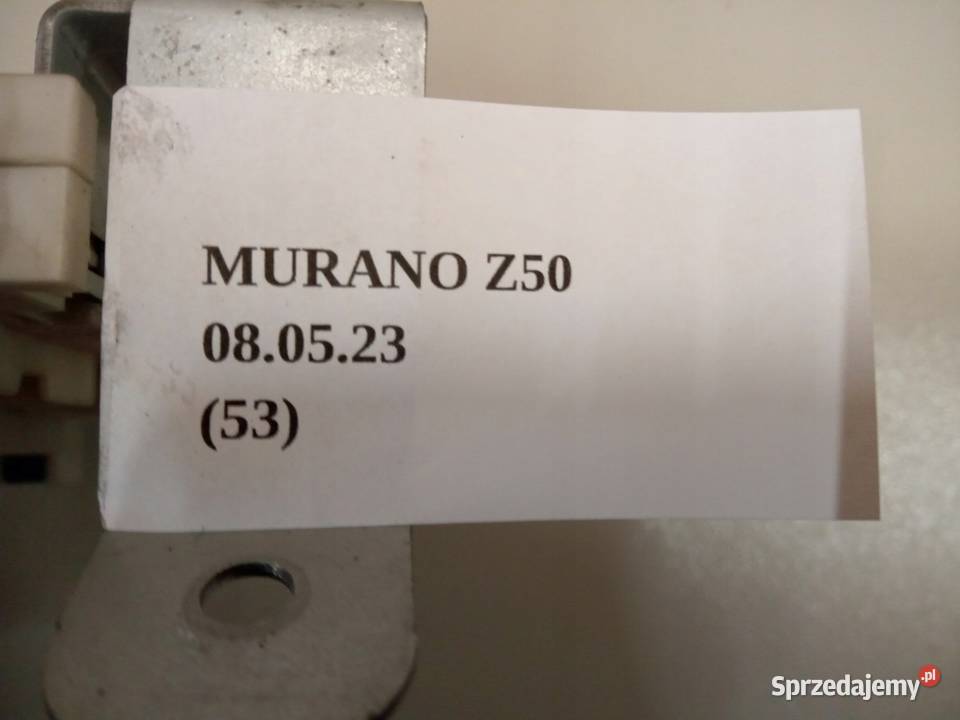 MURANO Z50
08.05.23
(53)
Sprzedajemy.pl